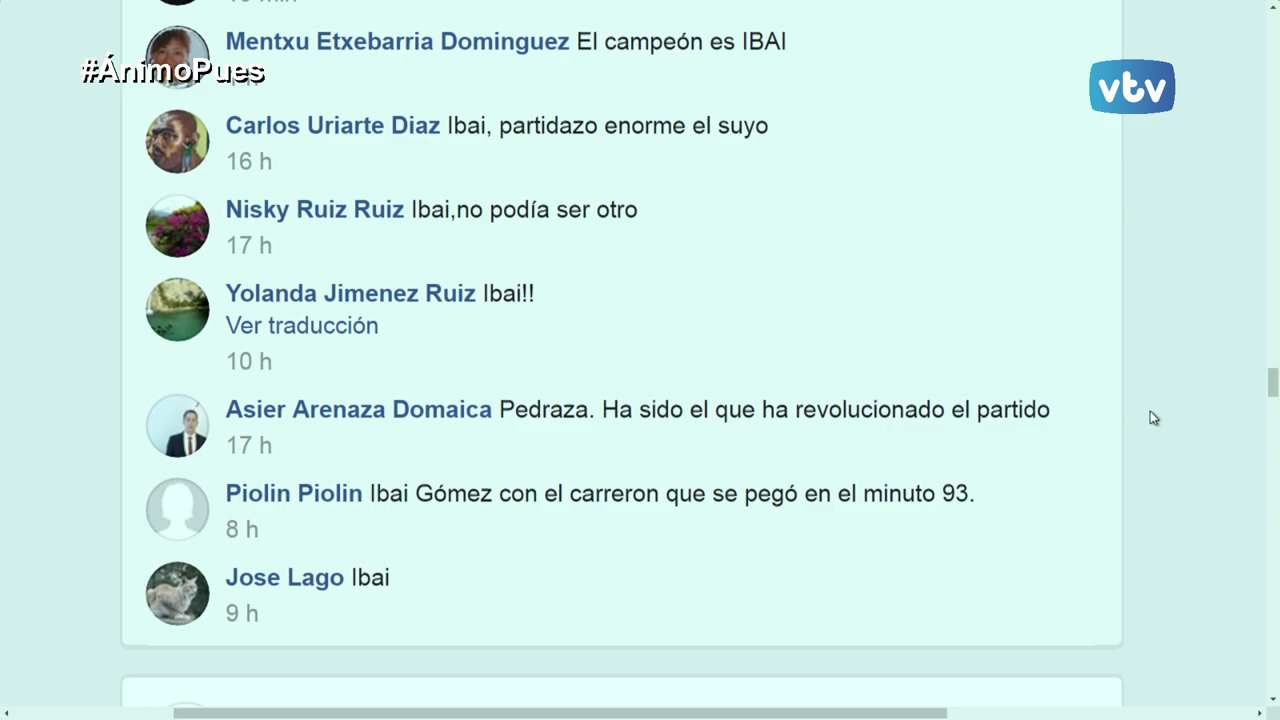 Mentxu Etxebarria Dominguez El campeón es IBAI
#ÁnimoPues
vtv
Carlos Uriarte Diaz Ibai, partidazo enorme el suyo
16 h
Nisky Ruiz Ruiz Ibai,no podía ser otro
17 h
Yolanda Jimenez Ruiz Ibai!!
Ver traducción
10 h
Asier Arenaza Domaica Pedraza. Ha sido el que ha revolucionado el partido
17 h
Piolin Piolin Ibai Gómez con el carreron que se pegó en el minuto 93.
8 h
Jose Lago Ibai
9 h